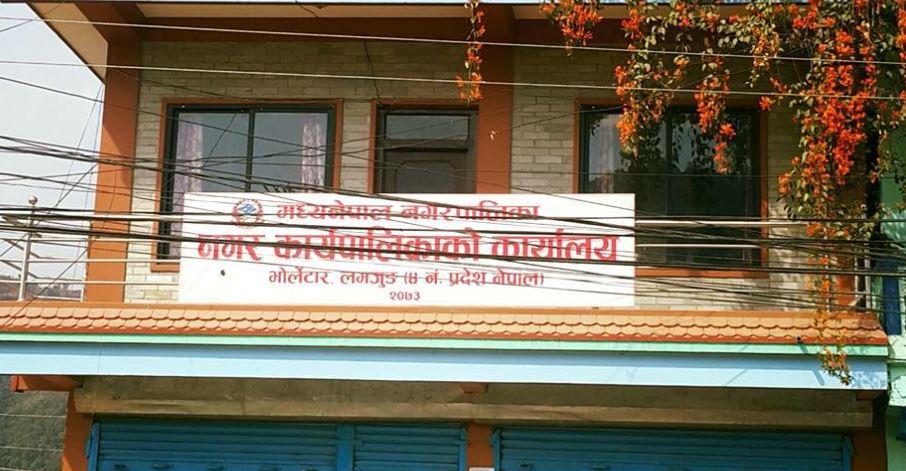 मध्यनेपाल नगरपालिका
नगर कार्यपालिकाको कार्यालय
भोर्लेटार, लमजुङ (४ नं. प्रदेश नेपाल)
२०७३